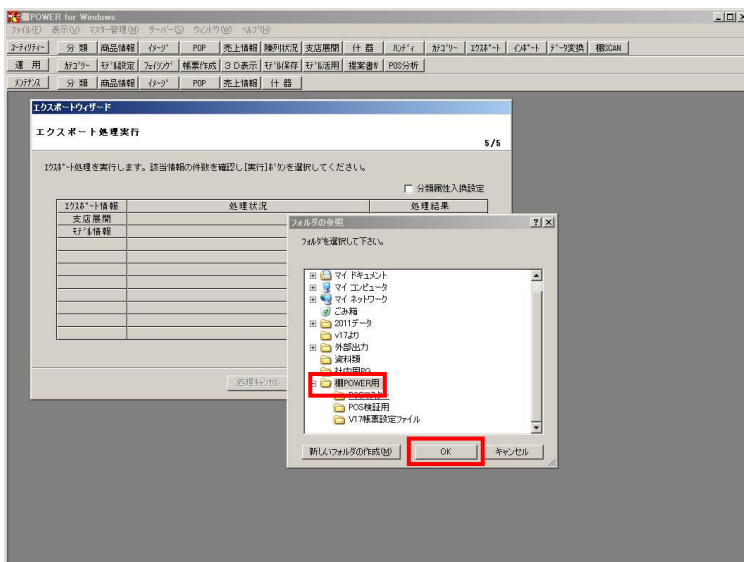 棚POWER for Windows
ファイル(F) 表示(V) マスター管理(M) サーバー(S) ウィンドウ(W) ヘルプ(H)
ユーティリティー 分 類 商品情報 イメージ POP 売上情報 陳列状況 支店展開 什 器 ハンディ カテゴリー エクスポート インポート データ変換 棚SCAN
運 用 カテゴリー モデル設定 フェイシング 帳票作成 3D表示 モデル保存 モデル活用 提案書W POS分析
メンテナンス 分 類 商品情報 イメージ POP 売上情報 什 器
エクスポートウィザード
エクスポート処理実行
5/5
エクスポート処理を実行します。該当情報の件数を確認し[実行]ボタンを選択してください。
分類属性入換設定
エクスポート情報 処理状況 処理結果
支店展開
モデル情報
処理キャンセル
フォルダの参照
フォルダを選択して下さい。
マイ ドキュメント
マイ コンピュータ
マイ ネットワーク
ごみ箱
2011データ
v17より
外部出力
資料類
社内用PG
棚POWER用
POSマスター
POS検証用
V17帳票設定ファイル
新しいフォルダの作成(M) OK キャンセル